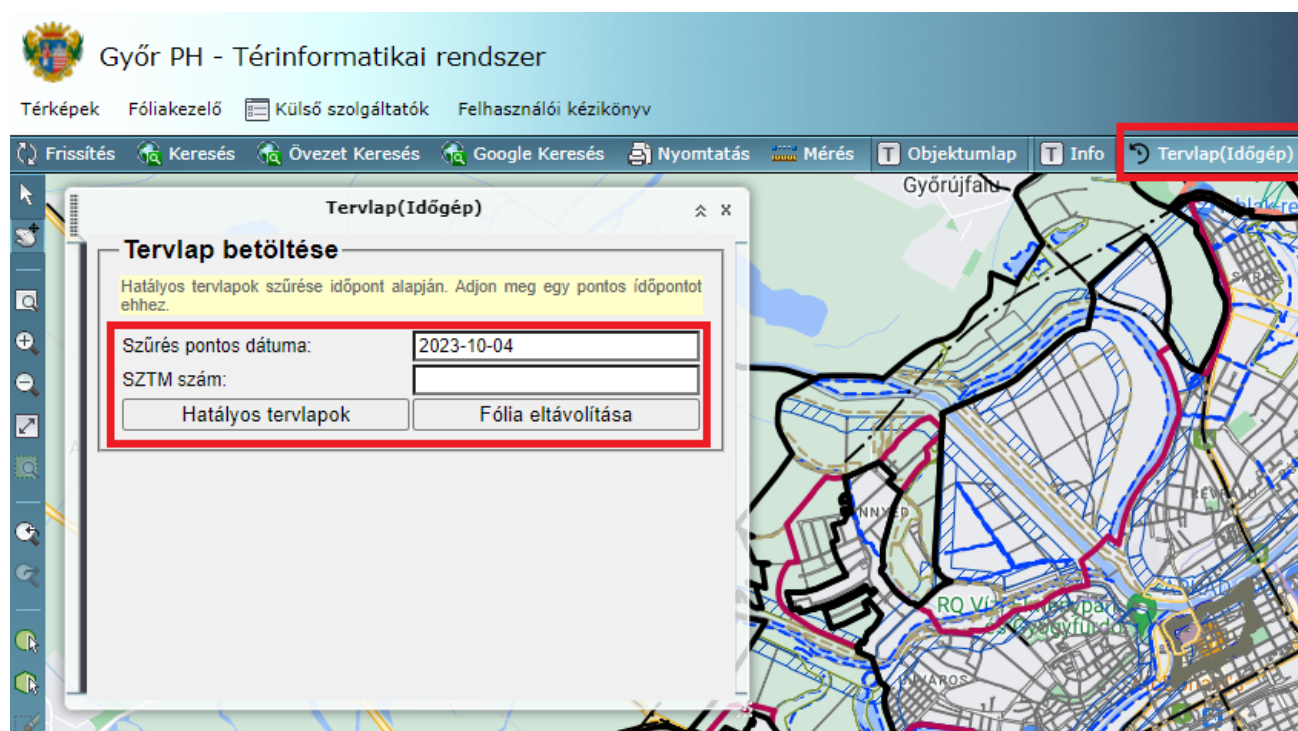 Győr PH - Térinformatikai rendszer
Térképek Fóliakezelő Külső szolgáltatók Felhasználói kézikönyv
Frissítés Keresés Övezet Keresés Google Keresés Nyomtatás Mérés T Objektumlap T Info Tervlap(Időgép)
Győrújfalu
Tervlap(Időgép)
Tervlap betöltése
Hatályos tervlapok szűrése időpont alapján. Adjon meg egy pontos ídőpontot
ehhez.
Szűrés pontos dátuma: 2023-10-04
SZTM szám:
Hatályos tervlapok Fólia eltávolítása
RÉVFALU